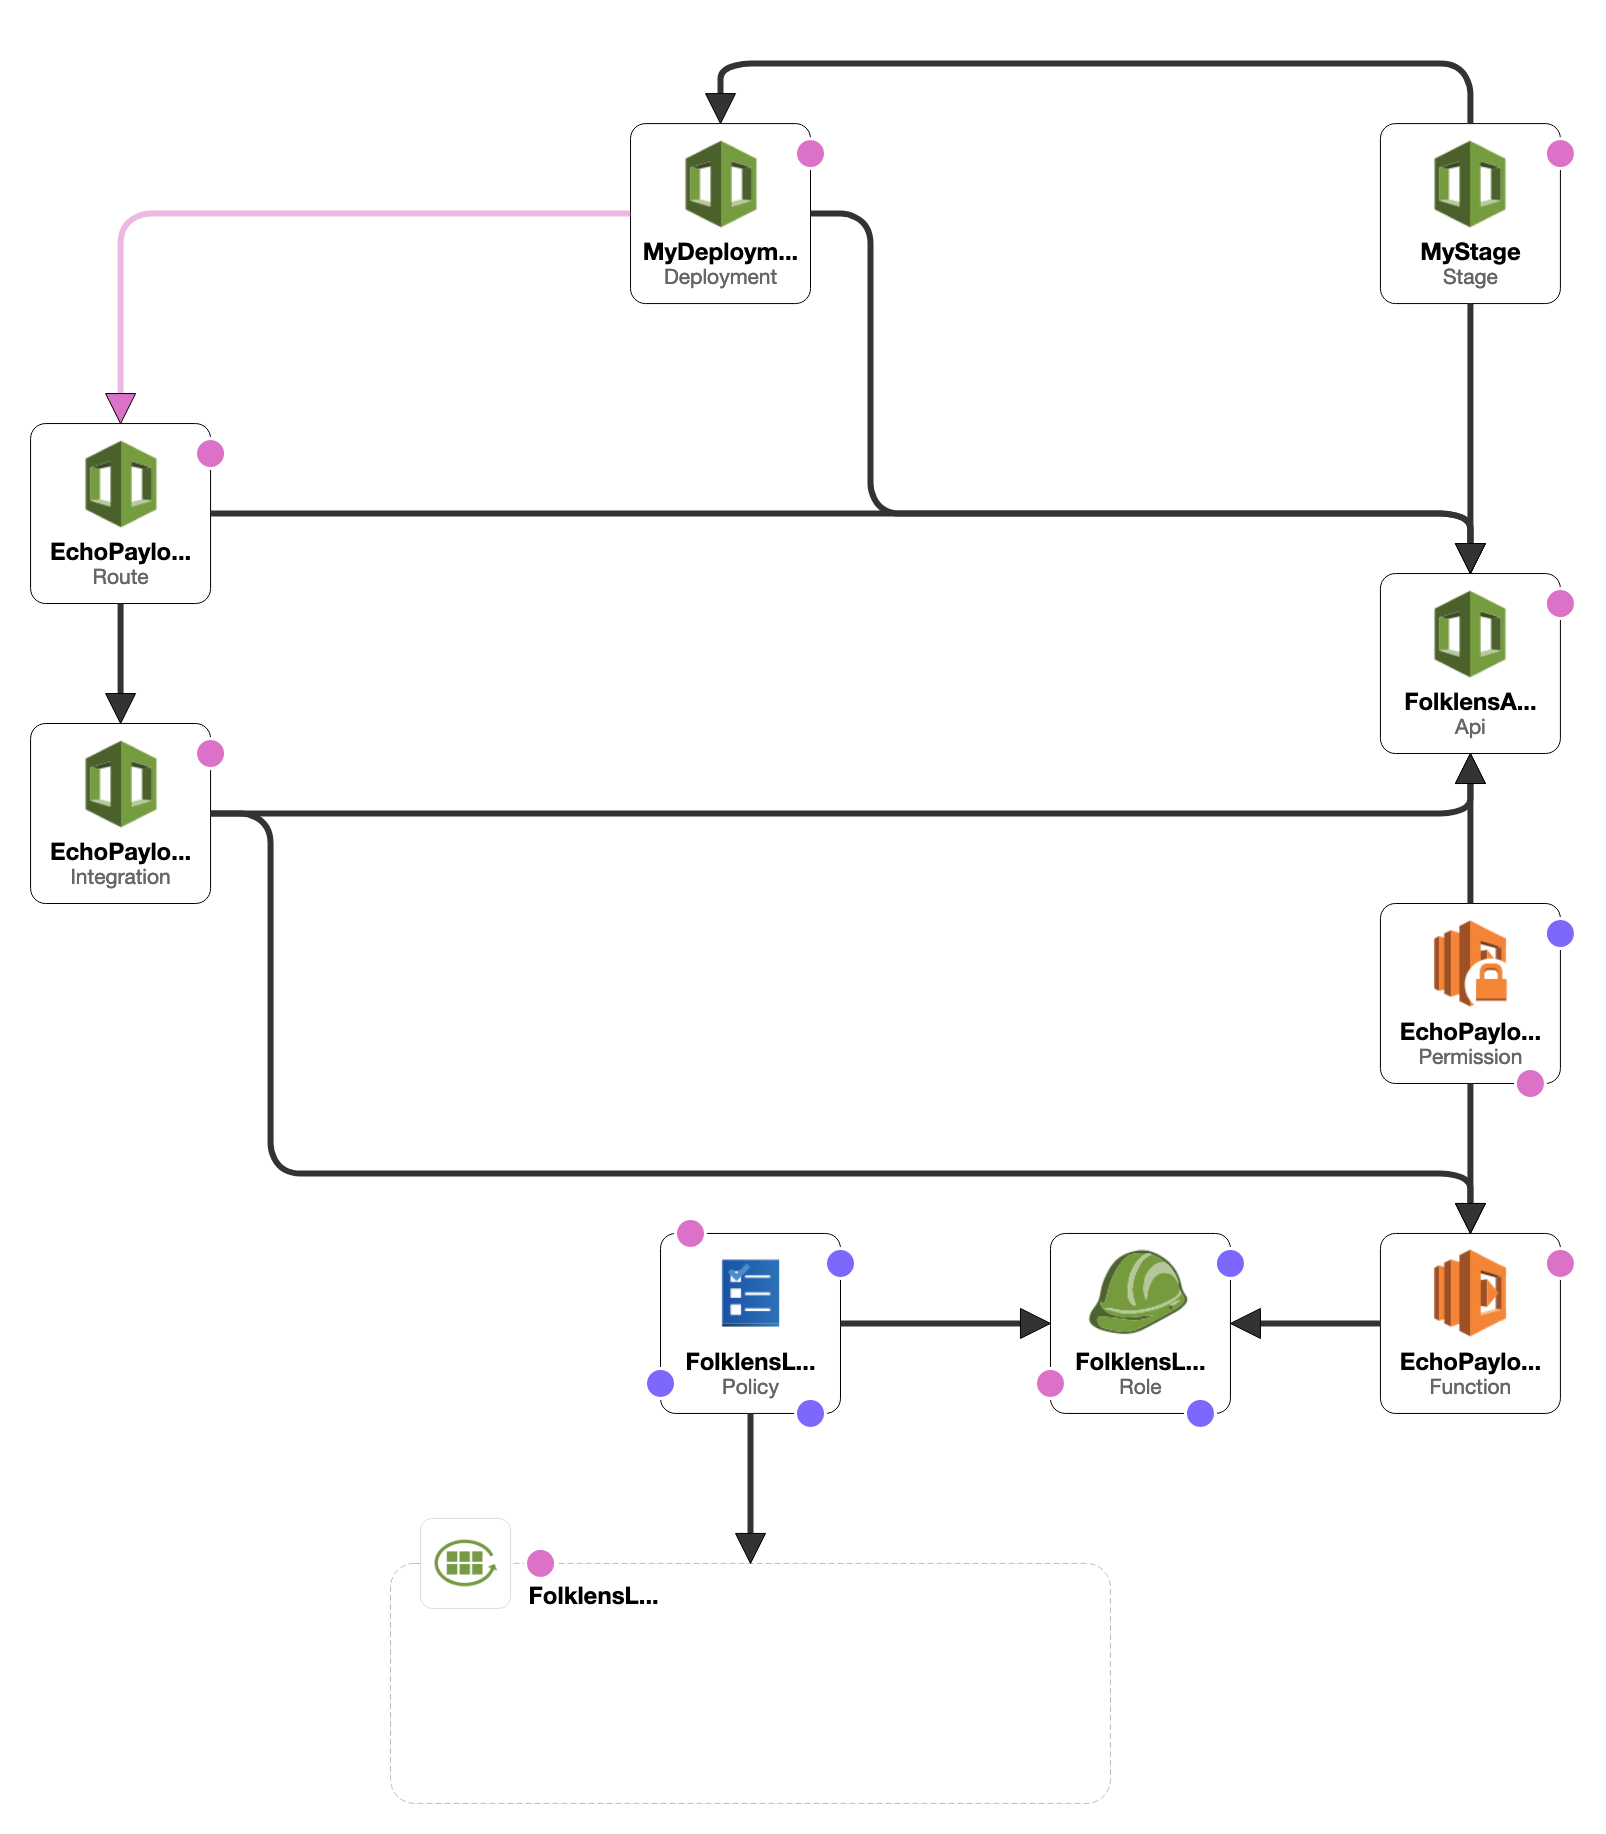 MyDeploym...
Deployment
MyStage
Stage
EchoPaylo...
Route
FolklensA...
Api
EchoPaylo...
Integration
EchoPaylo...
Permission
FolklensL...
Policy
FolklensL...
Role
EchoPaylo...
Function
FolklensL...